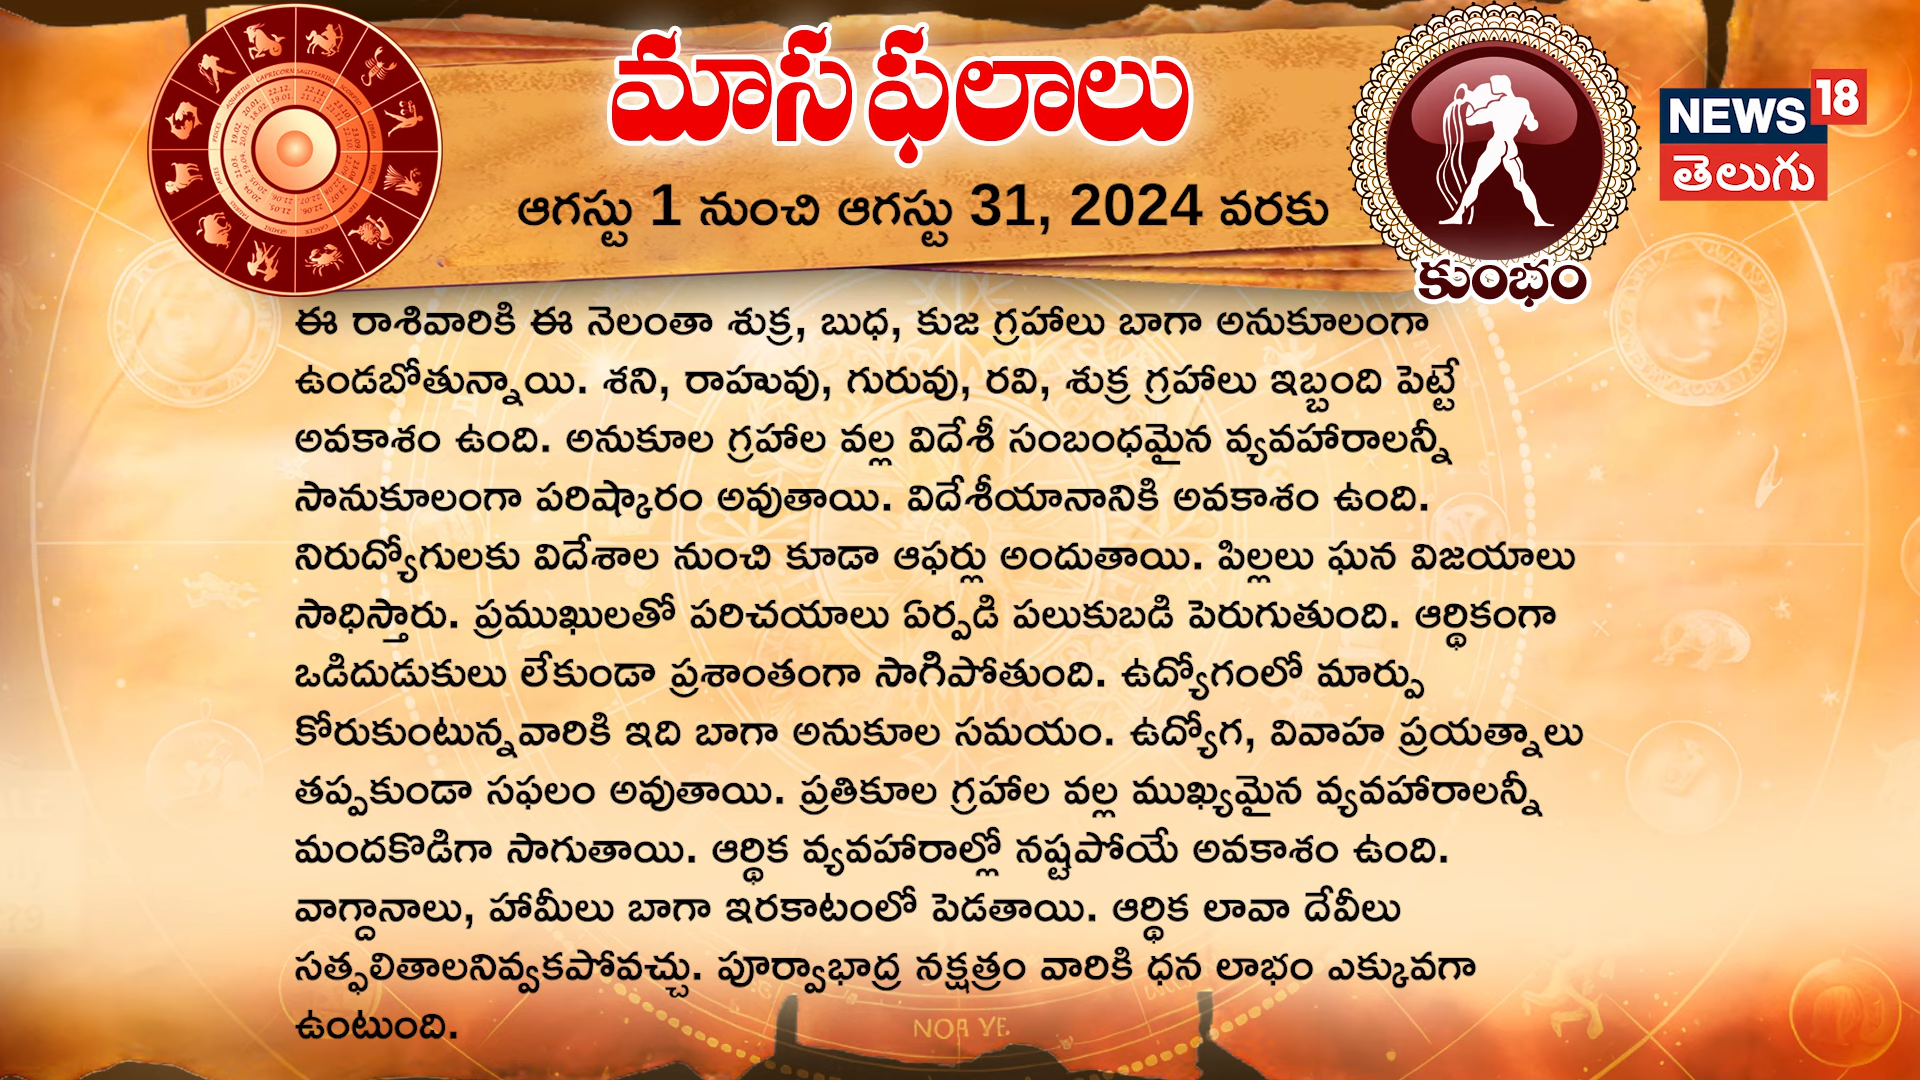 మాస ఫలాలు
NEWS 18
తెలుగు
ఆగస్టు 1 నుంచి ఆగస్టు 31, 2024 వరకు
కుంభం
ఈ రాశివారికి ఈ నెలంతా శుక్ర, బుధ, కుజ గ్రహాలు బాగా అనుకూలంగా
ఉండబోతున్నాయి. శని, రాహువు, గురువు, రవి, శుక్ర గ్రహాలు ఇబ్బంది పెట్టే
అవకాశం ఉంది. అనుకూల గ్రహాల వల్ల విదేశీ సంబంధమైన వ్యవహారాలన్నీ
సానుకూలంగా పరిష్కారం అవుతాయి. విదేశీయానానికి అవకాశం ఉంది.
నిరుద్యోగులకు విదేశాల నుంచి కూడా ఆఫర్లు అందుతాయి. పిల్లలు ఘన విజయాలు
సాధిస్తారు. ప్రముఖులతో పరిచయాలు ఏర్పడి పలుకుబడి పెరుగుతుంది. ఆర్థికంగా
ఒడిదుడుకులు లేకుండా ప్రశాంతంగా సాగిపోతుంది. ఉద్యోగంలో మార్పు
కోరుకుంటున్నవారికి ఇది బాగా అనుకూల సమయం. ఉద్యోగ, వివాహ ప్రయత్నాలు
తప్పకుండా సఫలం అవుతాయి. ప్రతికూల గ్రహాల వల్ల ముఖ్యమైన వ్యవహారాలన్నీ
మందకొడిగా సాగుతాయి. ఆర్థిక వ్యవహారాల్లో నష్టపోయే అవకాశం ఉంది.
వాగ్దానాలు, హామీలు బాగా ఇరకాటంలో పెడతాయి. ఆర్థిక లావా దేవీలు
సత్ఫలితాలనివ్వకపోవచ్చు. పూర్వాభాద్ర నక్షత్రం వారికి ధన లాభం ఎక్కువగా
ఉంటుంది.